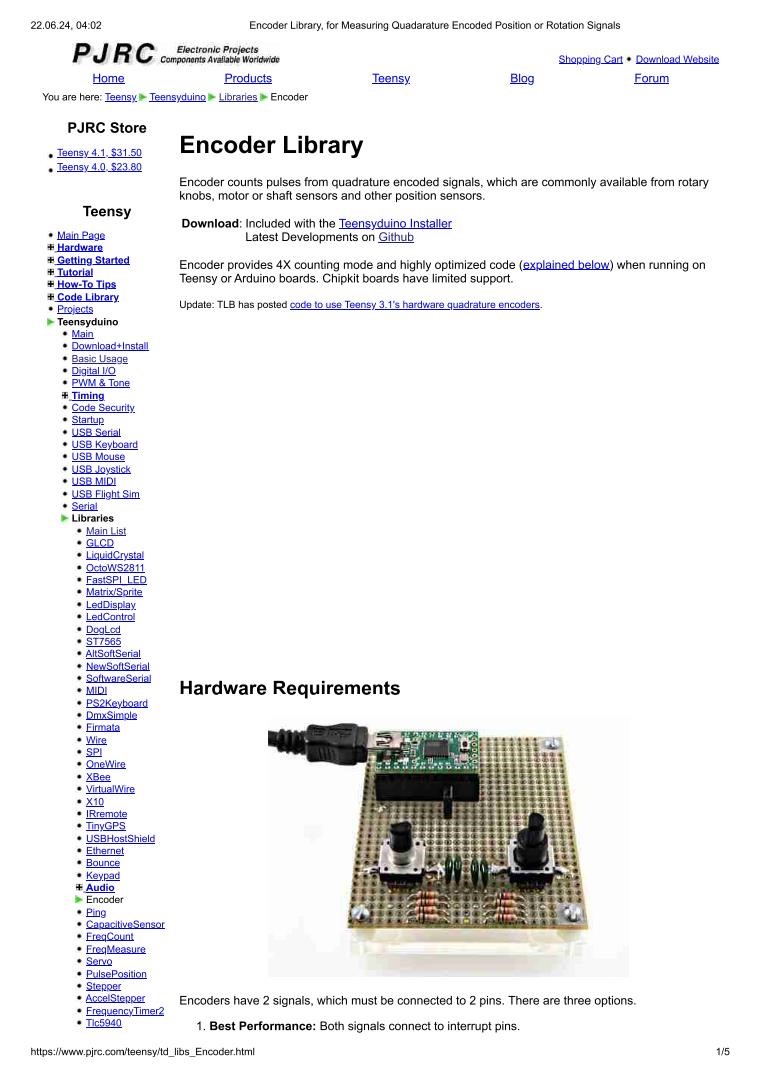 22.06.24, 04:02
Encoder Library, for Measuring Quadarature Encoded Position or Rotation Signals
PJRC Electronic Projects
Components Available Worldwide
Shopping Cart • Download Website
Home Products Teensy Blog Forum
You are here: Teensy Teensyduino Libraries Encoder
PJRC Store
Teensy 4.1, $31.50
Teensy 4.0, $23.80
Teensy
Main Page
Hardware
Getting Started
Tutorial
How-To Tips
Code Library
Projects
Teensyduino
Main
Download+Install
Basic Usage
Digital I/O
PWM & Tone
Timing
Code Security
Startup
USB Serial
USB Keyboard
USB Mouse
USB Joystick
USB MIDI
USB Flight Sim
Serial
Libraries
Main List
GLCD
LiquidCrystal
OctoWS2811
FastSPI_LED
Matrix/Sprite
LedDisplay
LedControl
DogLcd
ST7565
AltSoftSerial
NewSoftSerial
SoftwareSerial
MIDI
PS2Keyboard
DmxSimple
Firmata
Wire
SPI
OneWire
XBee
VirtualWire
X10
IRremote
TinyGPS
USBHostShield
Ethernet
Bounce
Keypad
Audio
Encoder
Ping
CapacitiveSensor
FreqCount
FreqMeasure
Servo
PulsePosition
Stepper
AccelStepper
FrequencyTimer2
Tlc5940
Encoder Library
Encoder counts pulses from quadrature encoded signals, which are commonly available from rotary
knobs, motor or shaft sensors and other position sensors.
Download: Included with the Teensyduino Installer
Latest Developments on Github
Encoder provides 4X counting mode and highly optimized code (explained below) when running on
Teensy or Arduino boards. Chipkit boards have limited support.
Update: TLB has posted code to use Teensy 3.1's hardware quadrature encoders.
Hardware Requirements
Encoders have 2 signals, which must be connected to 2 pins. There are three options.
1. Best Performance: Both signals connect to interrupt pins.
https://www.pjrc.com/teensy/td_libs_Encoder.html
1/5